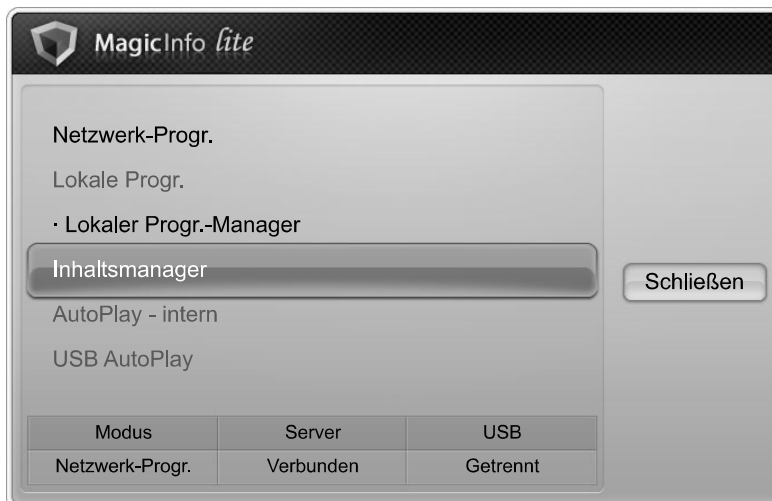 MagicInfo lite
Netzwerk-Progr.
Lokale Progr.
· Lokaler Progr.-Manager
Inhaltsmanager
AutoPlay - intern
USB AutoPlay
Schließen
Modus Server USB
Netzwerk-Progr. Verbunden Getrennt